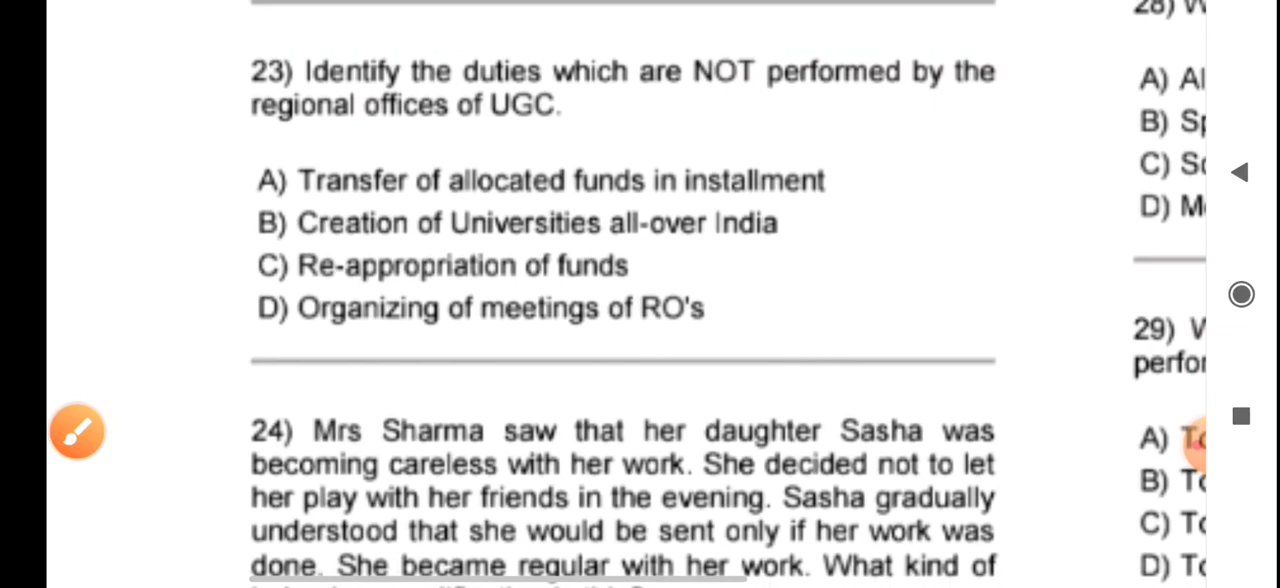 23) Identify the duties which are NOT performed by the
regional offices of UGC.
A) Transfer of allocated funds in installment
B) Creation of Universities all-over India
C) Re-appropriation of funds
D) Organizing of meetings of RO's
24) Mrs Sharma saw that her daughter Sasha was
becoming careless with her work. She decided not to let
her play with her friends in the evening. Sasha gradually
understood that she would be sent only if her work was
done. She became regular with her work. What kind of
28)
A)
B)
C)
D)
29)
A)
B)
C)
D)